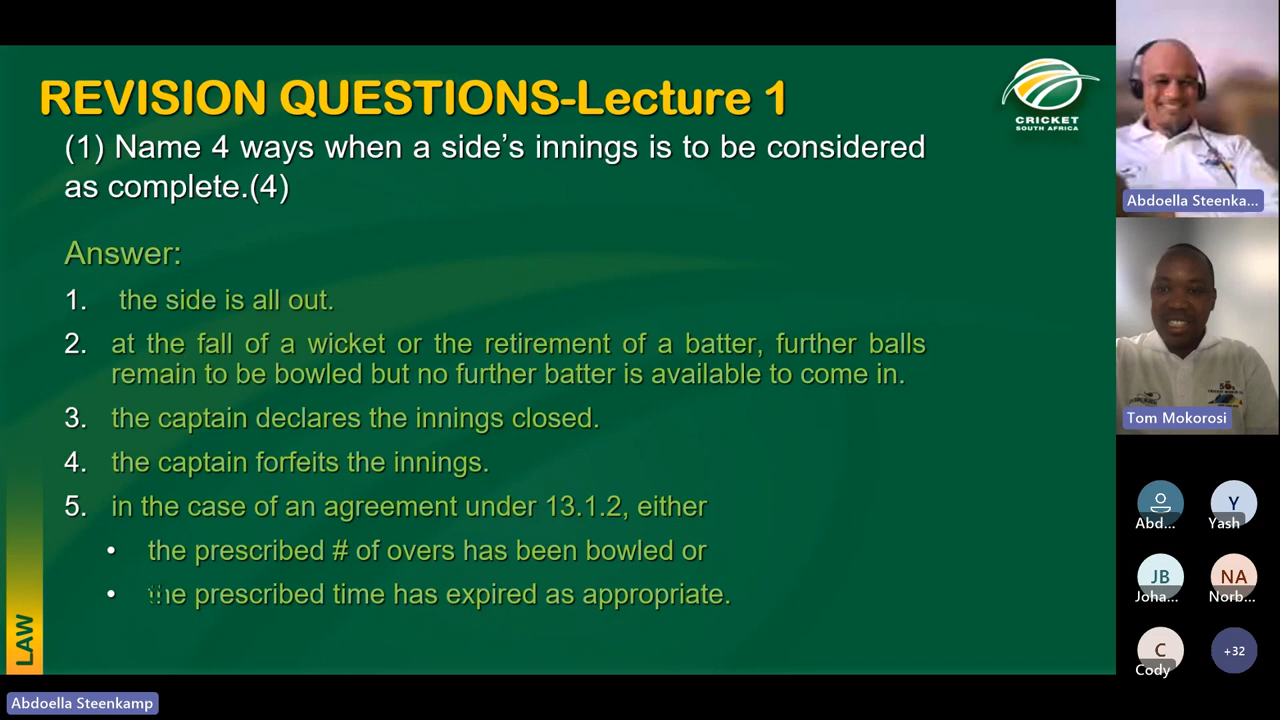 REVISION QUESTIONS-Lecture 1
(1) Name 4 ways when a side's innings is to be considered
as complete.(4)
Answer:
1. the side is all out.
2. at the fall of a wicket or the retirement of a batter, further balls
remain to be bowled but no further batter is available to come in.
3. the captain declares the innings closed.
4. the captain forfeits the innings.
5. in the case of an agreement under 13.1.2, either
• the prescribed # of overs has been bowled or
• the prescribed time has expired as appropriate.
LAW
CRICKET
SOUTH AFRICA
Abdoella Steenkamp
Abdoella Steenka...
Tom Mokorosi
Abd...
Y
Yash
JB
Joha...
NA
Norb...
C
Cody
+32